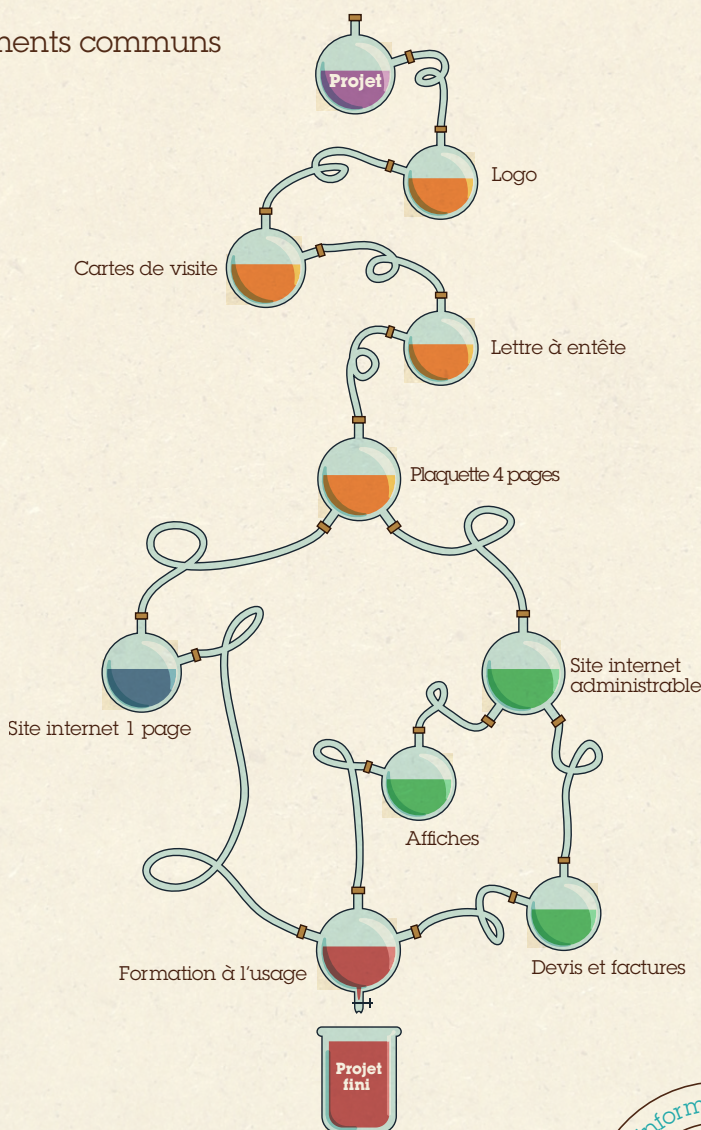 ments communs
Projet
Logo
Cartes de visite
Lettre à entête
Plaquette 4 pages
Site internet
administrable
Site internet 1 page
Affiches
Devis et factures
Formation à l'usage
Projet
fini
inform